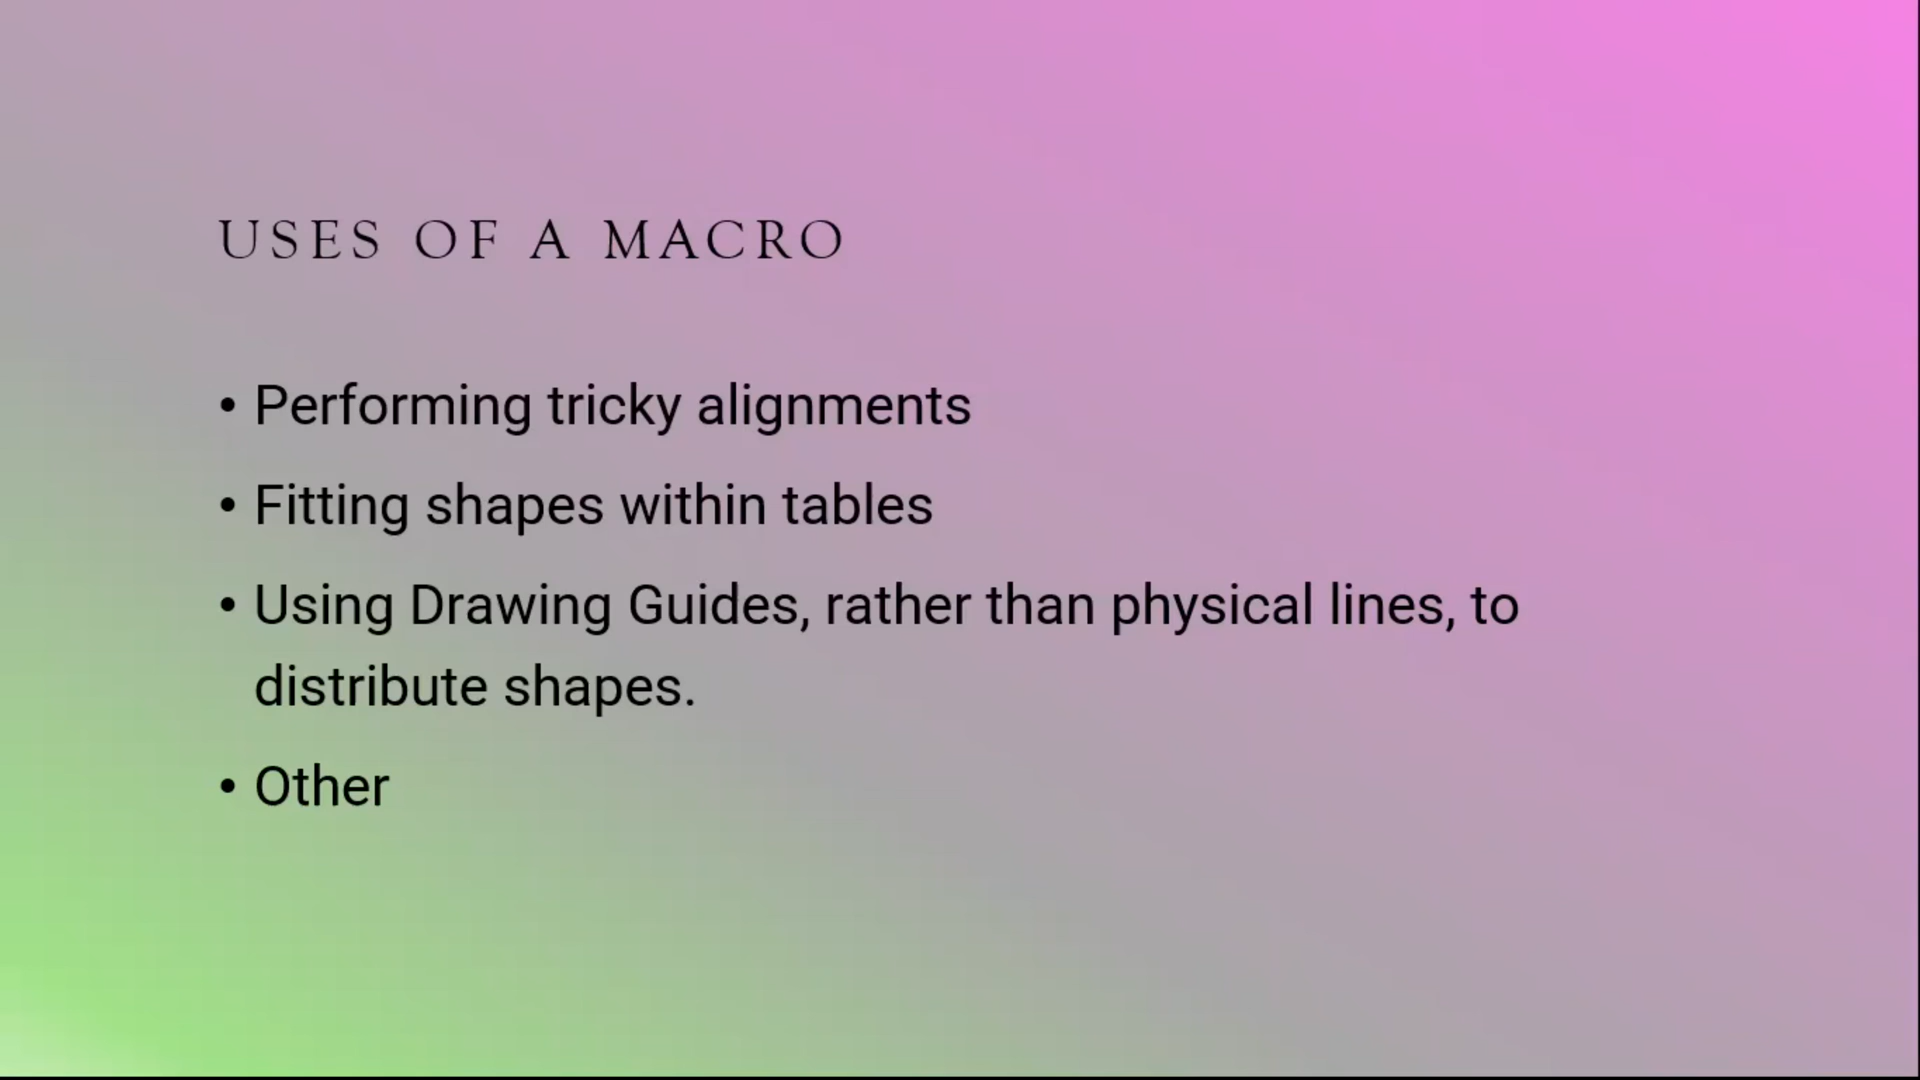 USES OF A MACRO
• Performing tricky alignments
• Fitting shapes within tables
• Using Drawing Guides, rather than physical lines, to
distribute shapes.
• Other